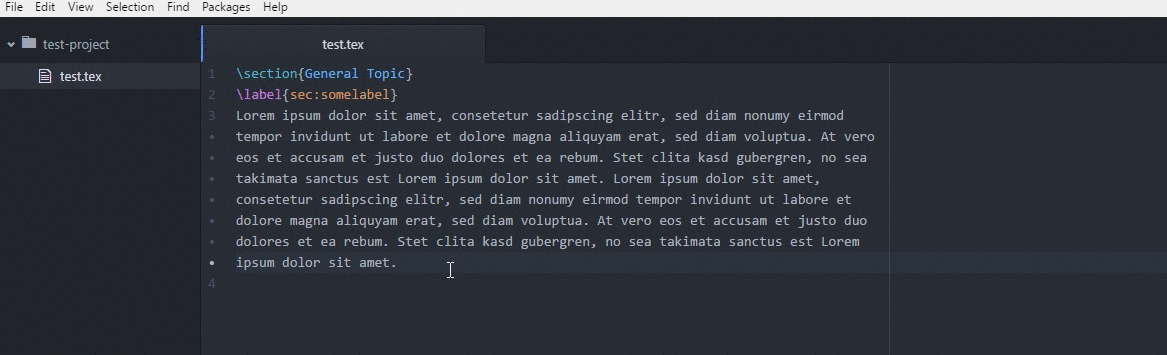 File Edit View Selection Find Packages Help
test-project
test.tex
test.tex
1 \section{General Topic}
2 \label{sec:somelabel}
3 Lorem ipsum dolor sit amet, consetetur sadipscing elitr, sed diam nonumy eirmod
• tempor invidunt ut labore et dolore magna aliquyam erat, sed diam voluptua. At vero
• eos et accusam et justo duo dolores et ea rebum. Stet clita kasd gubergren, no sea
• takimata sanctus est Lorem ipsum dolor sit amet. Lorem ipsum dolor sit amet,
• consetetur sadipscing elitr, sed diam nonumy eirmod tempor invidunt ut labore et
• dolore magna aliquyam erat, sed diam voluptua. At vero eos et accusam et justo duo
• dolores et ea rebum. Stet clita kasd gubergren, no sea takimata sanctus est Lorem
• ipsum dolor sit amet.
4